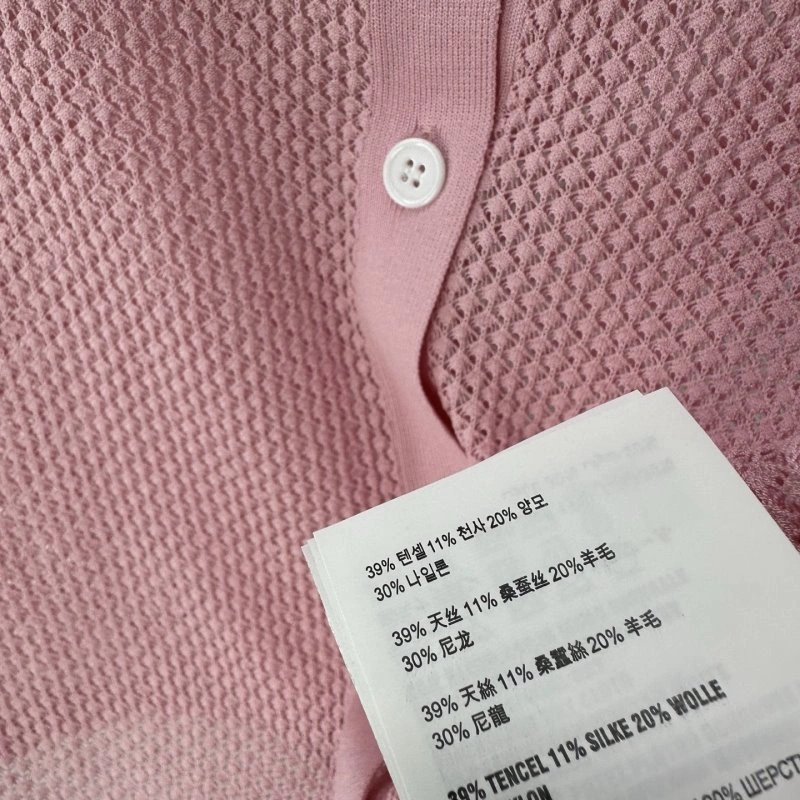 39% 텐셀 11% 천사 20% 양모
30% 나일론
39% 天丝 11% 桑蚕丝 20%羊毛
30% 尼龙
39% 天絲 11% 桑蠶絲 20% 羊毛
30% 尼龍
39% TENCEL 11% SILKE 20% WOLLE